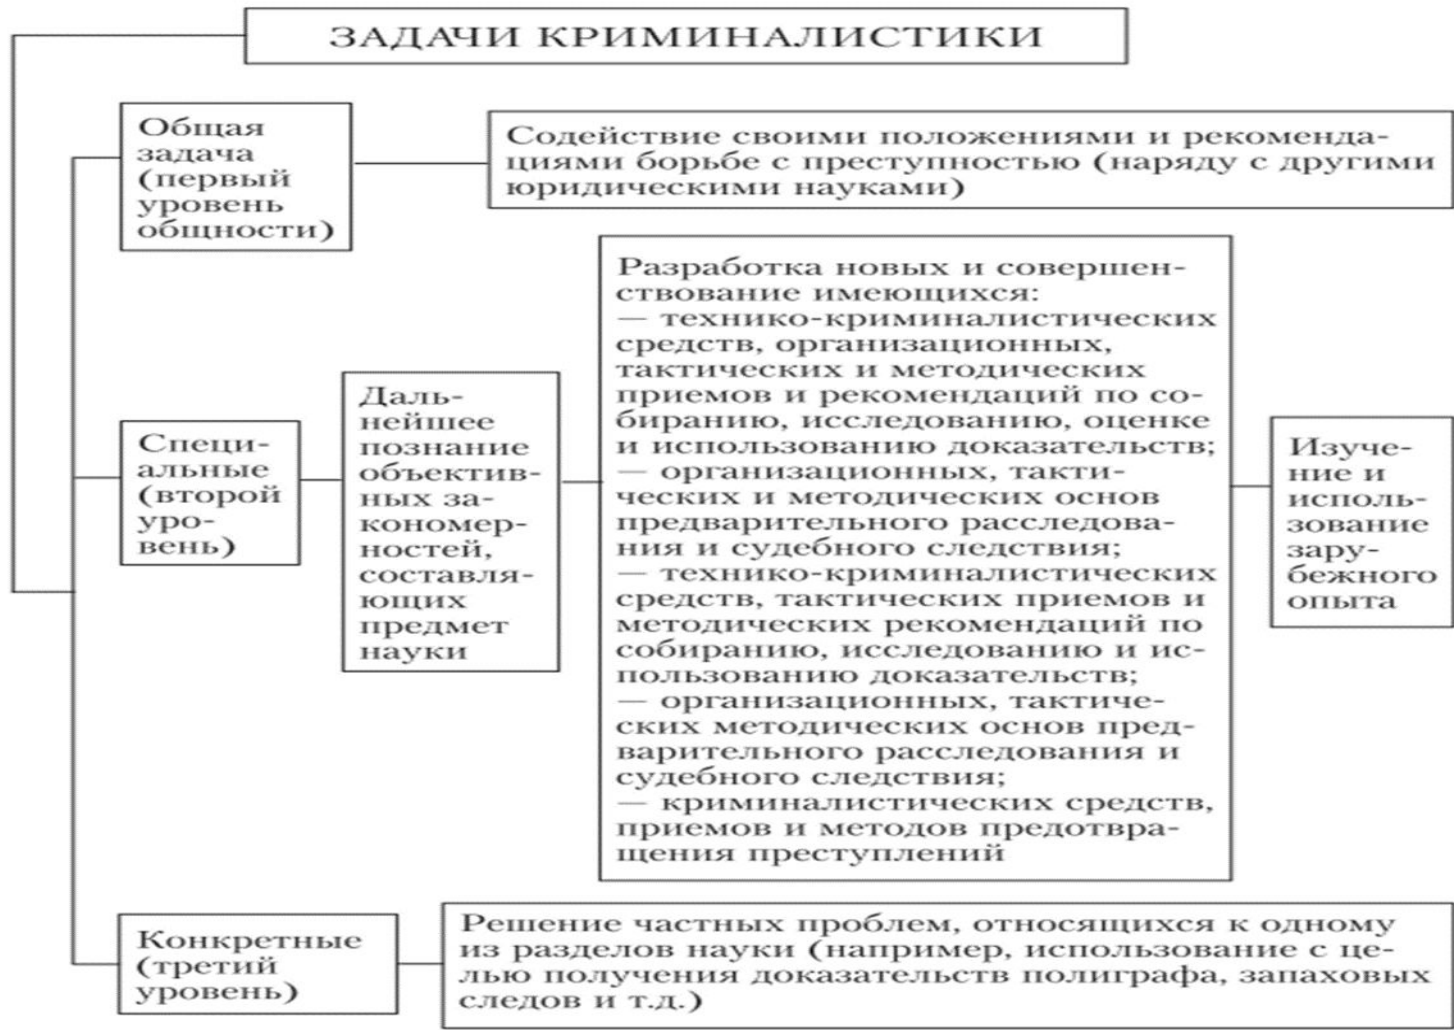 ЗАДАЧИ КРИМИНАЛИСТИКИ
Общая
задача
(первый
уровень
общности)
Содействие своими положениями и рекоменда-
циями борьбе с преступностью (наряду с другими
юридическими науками)
Специ-
альные
(второй
уро-
вень)
Даль-
нейшее
познание
объектив-
ных за-
кономер-
ностей,
составля-
ющих
предмет
науки
Разработка новых и совершен-
ствование имеющихся:
— технико-криминалистических
средств, организационных,
тактических и методических
приемов и рекомендаций по со-
биранию, исследованию, оценке
и использованию доказательств;
— организационных, такти-
ческих и методических основ
предварительного расследова-
ния и судебного следствия;
— технико-криминалистических
средств, тактических приемов и
методических рекомендаций по
собиранию, исследованию и ис-
пользованию доказательств;
— организационных, тактиче-
ских методических основ пред-
варительного расследования и
судебного следствия;
— криминалистических средств,
приемов и методов предотвра-
щения преступлений
Изуче-
ние и
исполь-
зование
зару-
бежного
опыта
Конкретные
(третий
уровень)
Решение частных проблем, относящихся к одному
из разделов науки (например, использование с це-
лью получения доказательств полиграфа, запаховых
следов и т.д.)